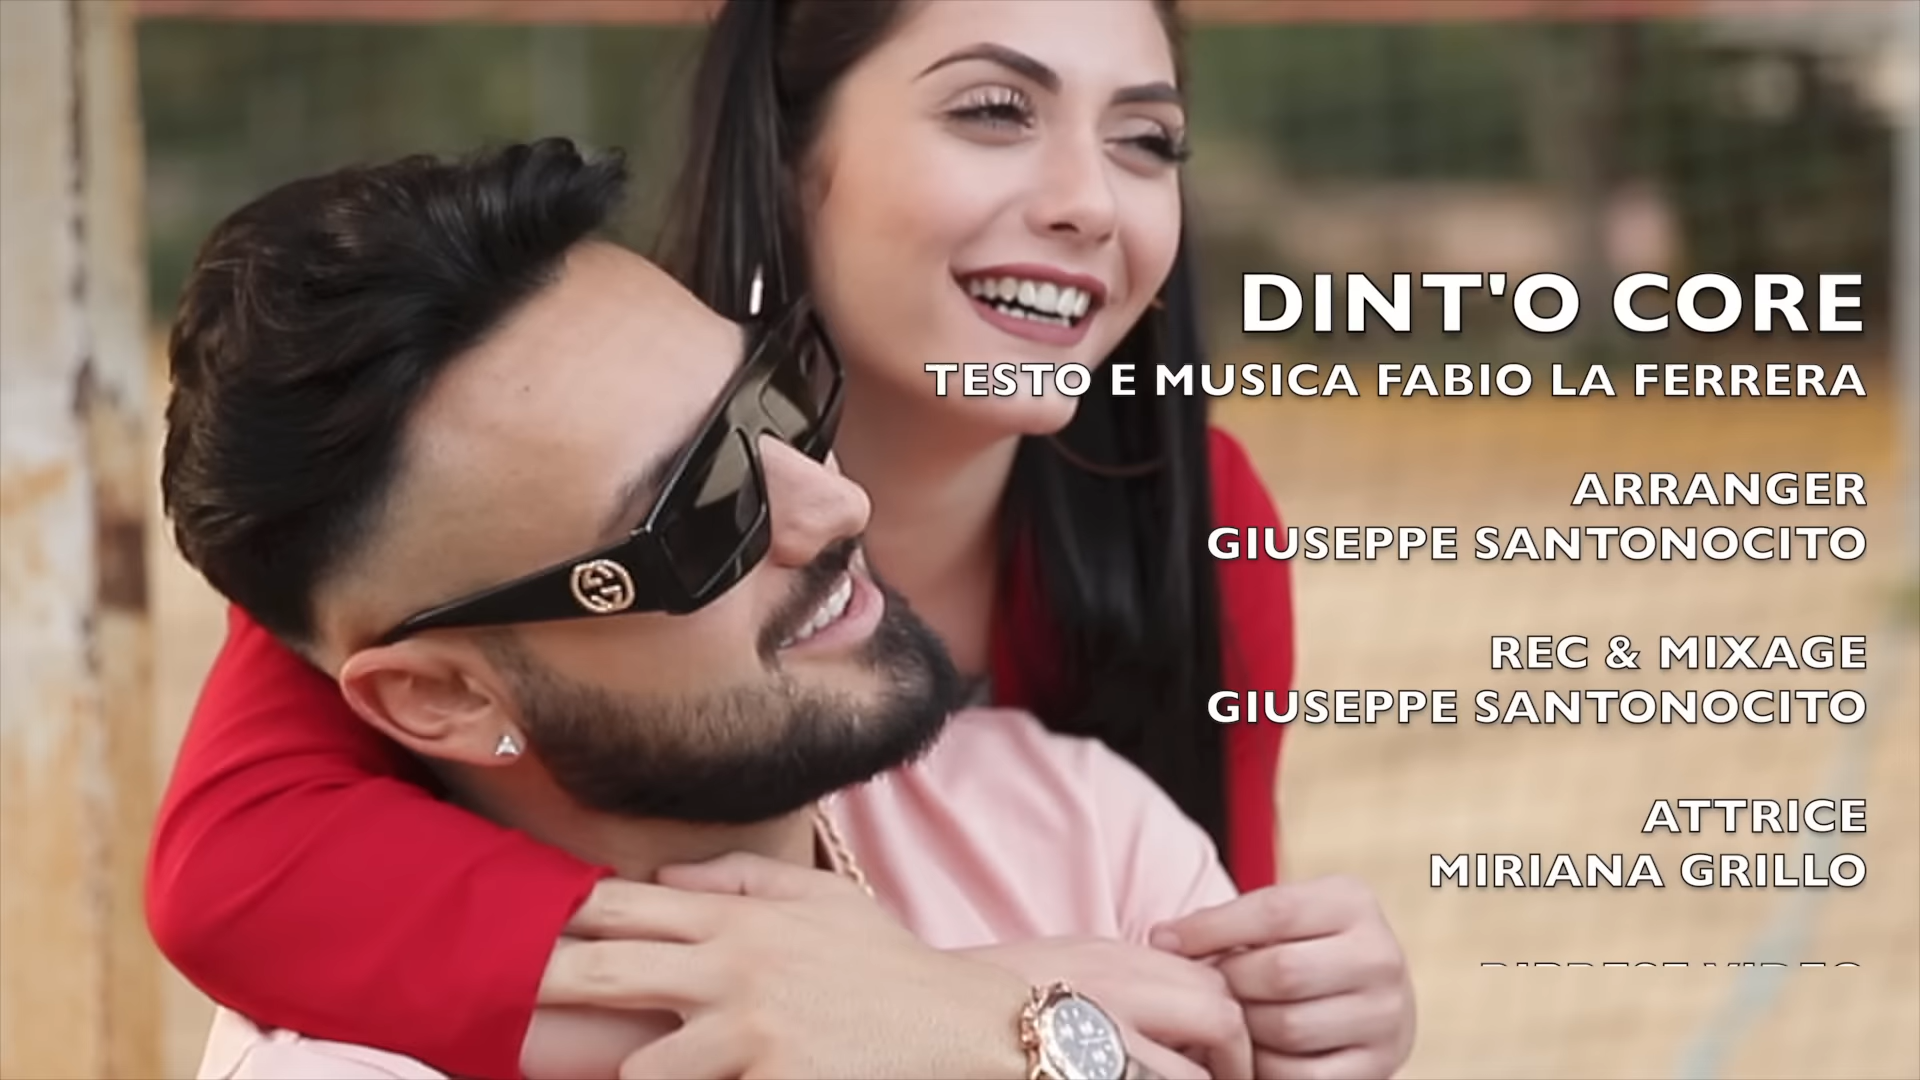 DINT'O CORE
TESTO E MUSICA FABIO LA FERRERA
ARRANGER
GIUSEPPE SANTONOCITO
REC & MIXAGE
GIUSEPPE SANTONOCITO
ATTRICE
MIRIANA GRILLO